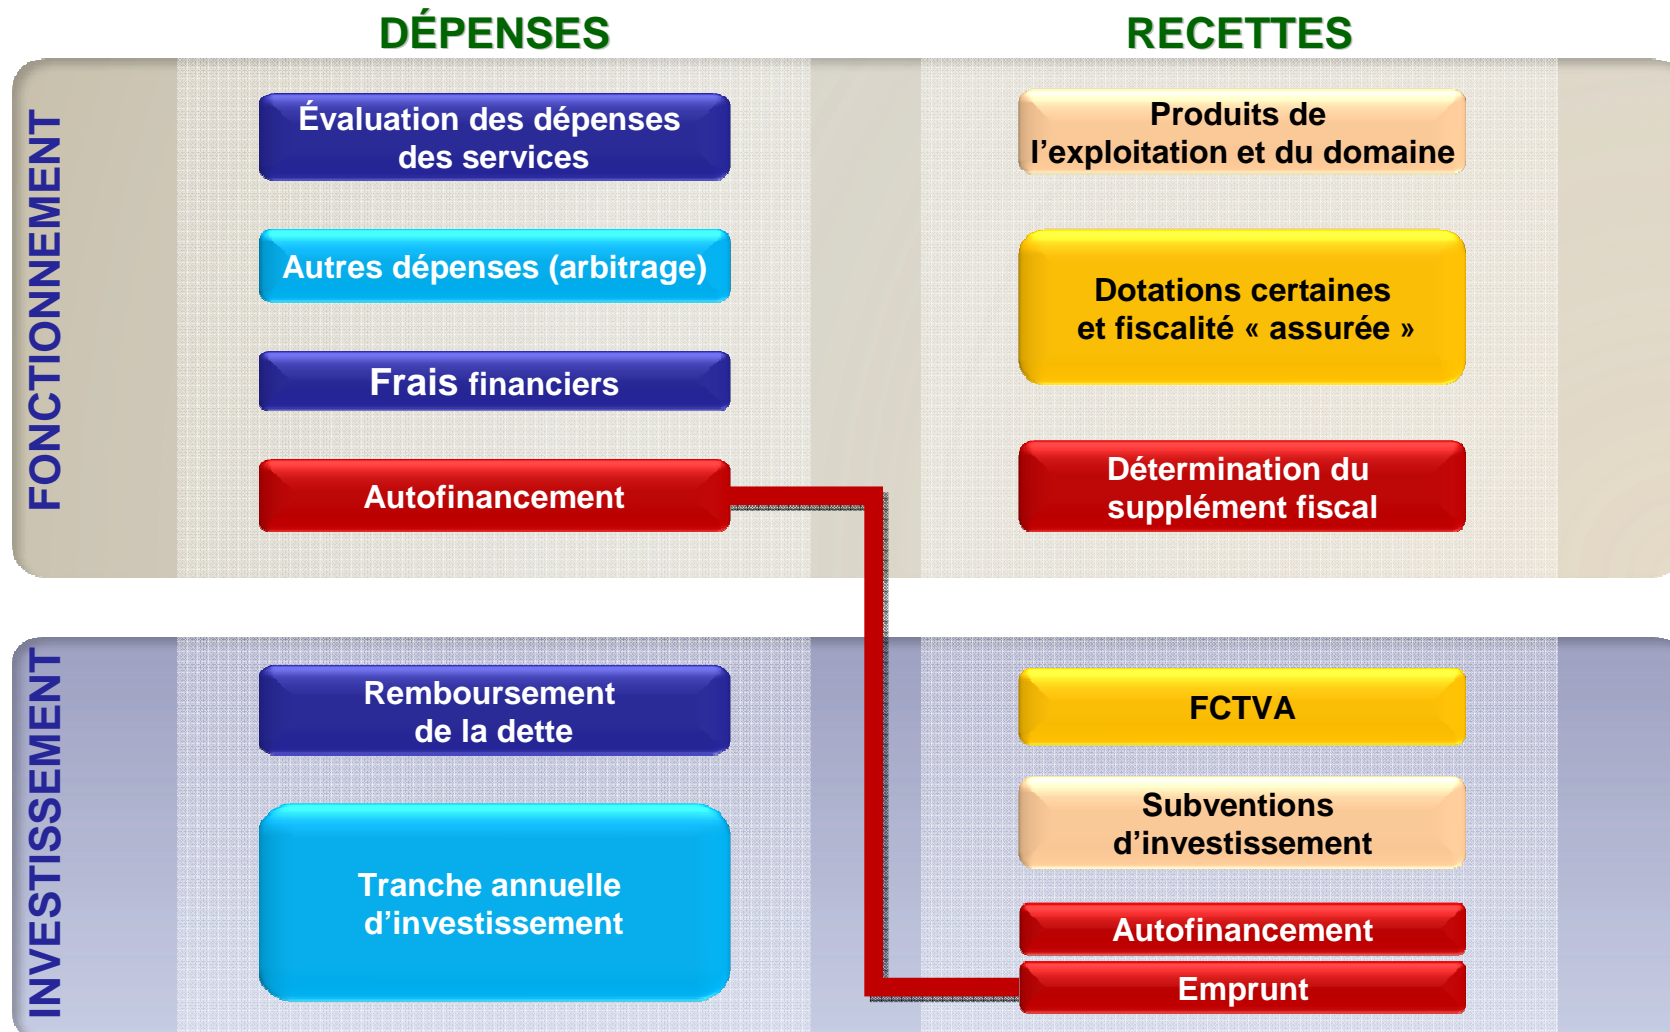 DÉPENSES
RECETTES
FONCTIONNEMENT
Évaluation des dépenses
des services
Autres dépenses (arbitrage)
Frais financiers
Autofinancement
Produits de
l’exploitation et du domaine
Dotations certaines
et fiscalité « assurée »
Détermination du
supplément fiscal
INVESTISSEMENT
Remboursement
de la dette
Tranche annuelle
d’investissement
FCTVA
Subventions
d’investissement
Autofinancement
Emprunt